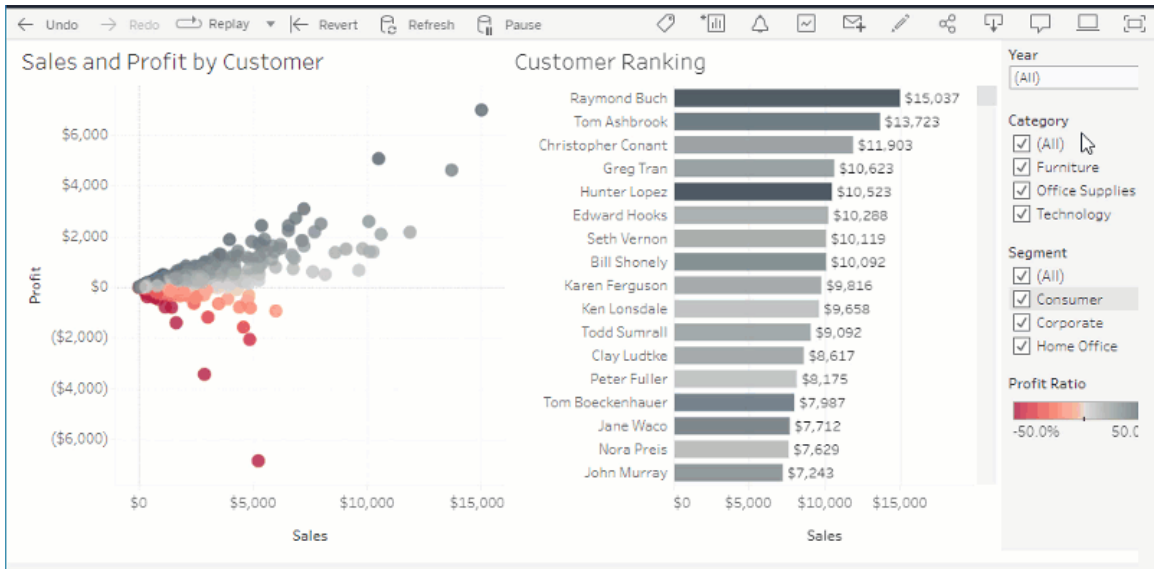 Undo Redo Replay Revert Refresh Pause
Sales and Profit by Customer
$6,000
$4,000
$2,000
$0
($2,000)
($4,000)
($6,000)
Profit
$0 $5,000 $10,000 $15,000
Sales
Customer Ranking
Raymond Buch $15,037
Tom Ashbrook $13,723
Christopher Conant $11,903
Greg Tran $10,623
Hunter Lopez $10,523
Edward Hooks $10,288
Seth Vernon $10,119
Bill Shonely $10,092
Karen Ferguson $9,816
Ken Lonsdale $9,658
Todd Sumrall $9,092
Clay Ludtke $8,617
Peter Fuller $8,175
Tom Boeckenhauer $7,987
Jane Waco $7,712
Nora Preis $7,629
John Murray $7,243
$0 $5,000 $10,000 $15,000
Sales
Year
(All)
Category
(All)
Furniture
Office Supplies
Technology
Segment
(All)
Consumer
Corporate
Home Office
Profit Ratio
-50.0%